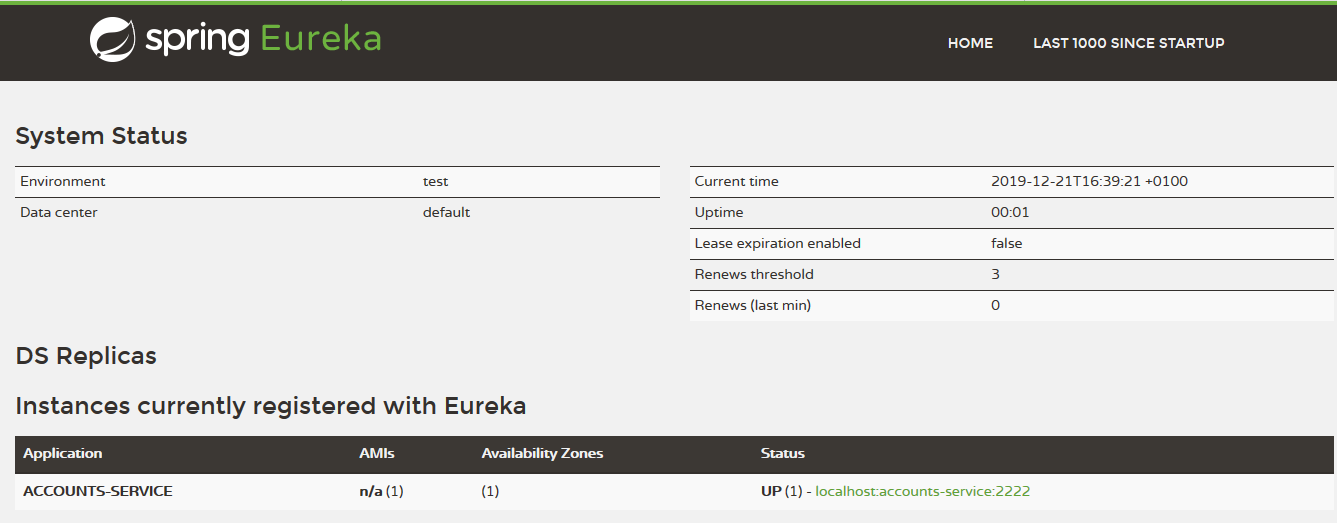 spring Eureka
HOME LAST 1000 SINCE STARTUP
System Status
Environment test
Data center default
Current time 2019-12-21T16:39:21 +0100
Uptime 00:01
Lease expiration enabled false
Renews threshold 3
Renews (last min) 0
DS Replicas
Instances currently registered with Eureka
Application AMIs Availability Zones Status
ACCOUNTS-SERVICE n/a (1) (1) UP (1) - localhost:accounts-service:2222